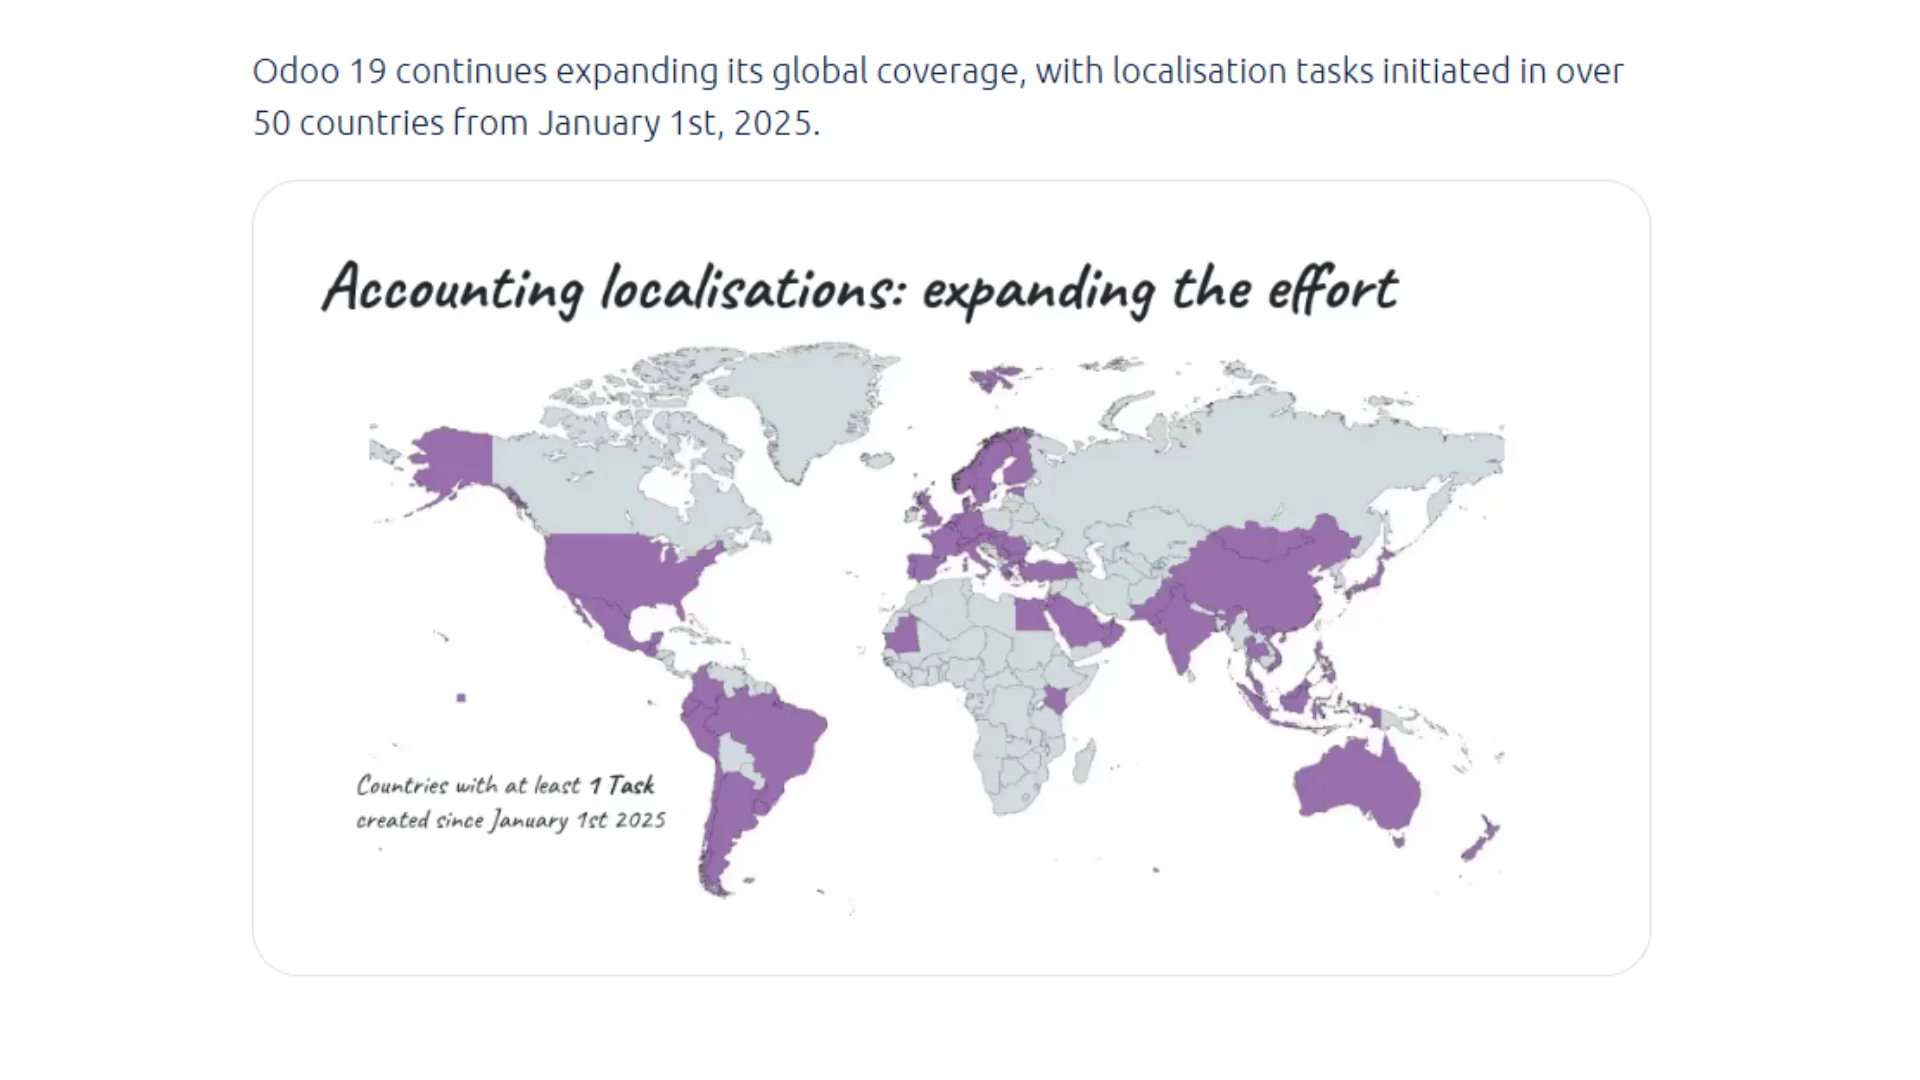 Odoo 19 continues expanding its global coverage, with localisation tasks initiated in over
50 countries from January 1st, 2025.
Accounting localisations: expanding the effort
Countries with at least 1 Task
created since January 1st 2025